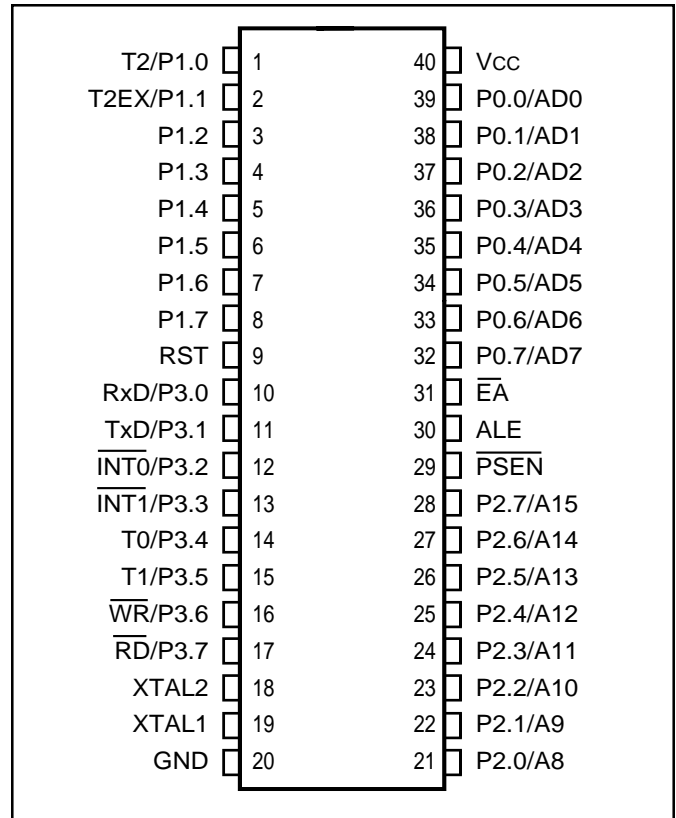 T2/P1.0 1 40 Vcc
T2EX/P1.1 2 39 P0.0/AD0
P1.2 3 38 P0.1/AD1
P1.3 4 37 P0.2/AD2
P1.4 5 36 P0.3/AD3
P1.5 6 35 P0.4/AD4
P1.6 7 34 P0.5/AD5
P1.7 8 33 P0.6/AD6
RST 9 32 P0.7/AD7
RxD/P3.0 10 31 E̅A̅
TxD/P3.1 11 30 ALE
I̅N̅T̅0̅/P3.2 12 29 P̅S̅E̅N̅
I̅N̅T̅1̅/P3.3 13 28 P2.7/A15
T0/P3.4 14 27 P2.6/A14
T1/P3.5 15 26 P2.5/A13
W̅R̅/P3.6 16 25 P2.4/A12
R̅D̅/P3.7 17 24 P2.3/A11
XTAL2 18 23 P2.2/A10
XTAL1 19 22 P2.1/A9
GND 20 21 P2.0/A8